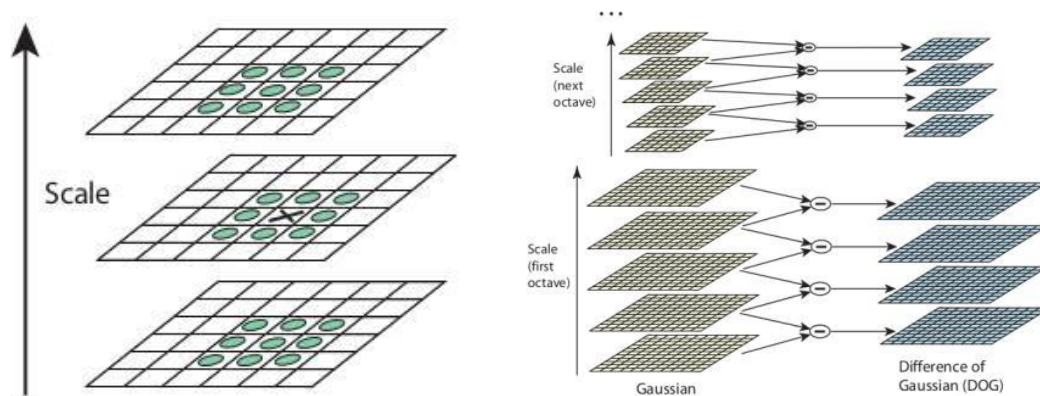 Scale
...
Scale
(next
octave)
Scale
(first
octave)
Gaussian
Difference of
Gaussian (DOG)